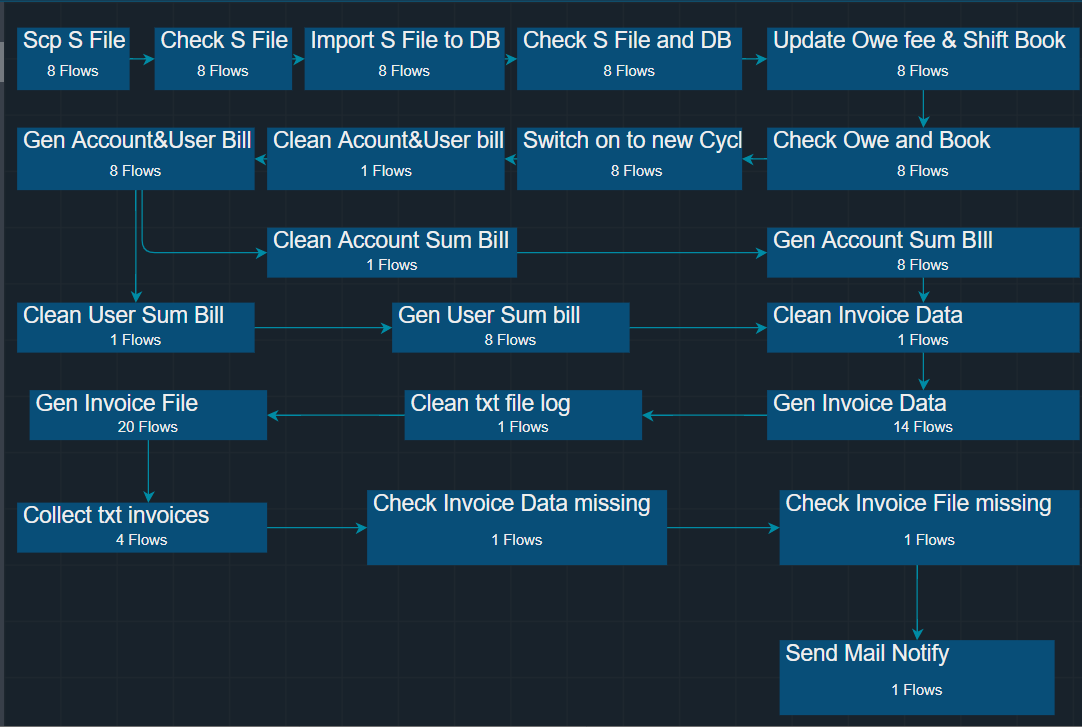 Scp S File
8 Flows
Check S File
8 Flows
Import S File to DB
8 Flows
Check S File and DB
8 Flows
Update Owe fee & Shift Book
8 Flows
Gen Account&User Bill
8 Flows
Clean Acount&User bill
1 Flows
Switch on to new Cycl
8 Flows
Check Owe and Book
8 Flows
Clean Account Sum Bill
1 Flows
Gen Account Sum BIll
8 Flows
Clean User Sum Bill
1 Flows
Gen User Sum bill
8 Flows
Clean Invoice Data
1 Flows
Gen Invoice File
20 Flows
Clean txt file log
1 Flows
Gen Invoice Data
14 Flows
Collect txt invoices
4 Flows
Check Invoice Data missing
1 Flows
Check Invoice File missing
1 Flows
Send Mail Notify
1 Flows